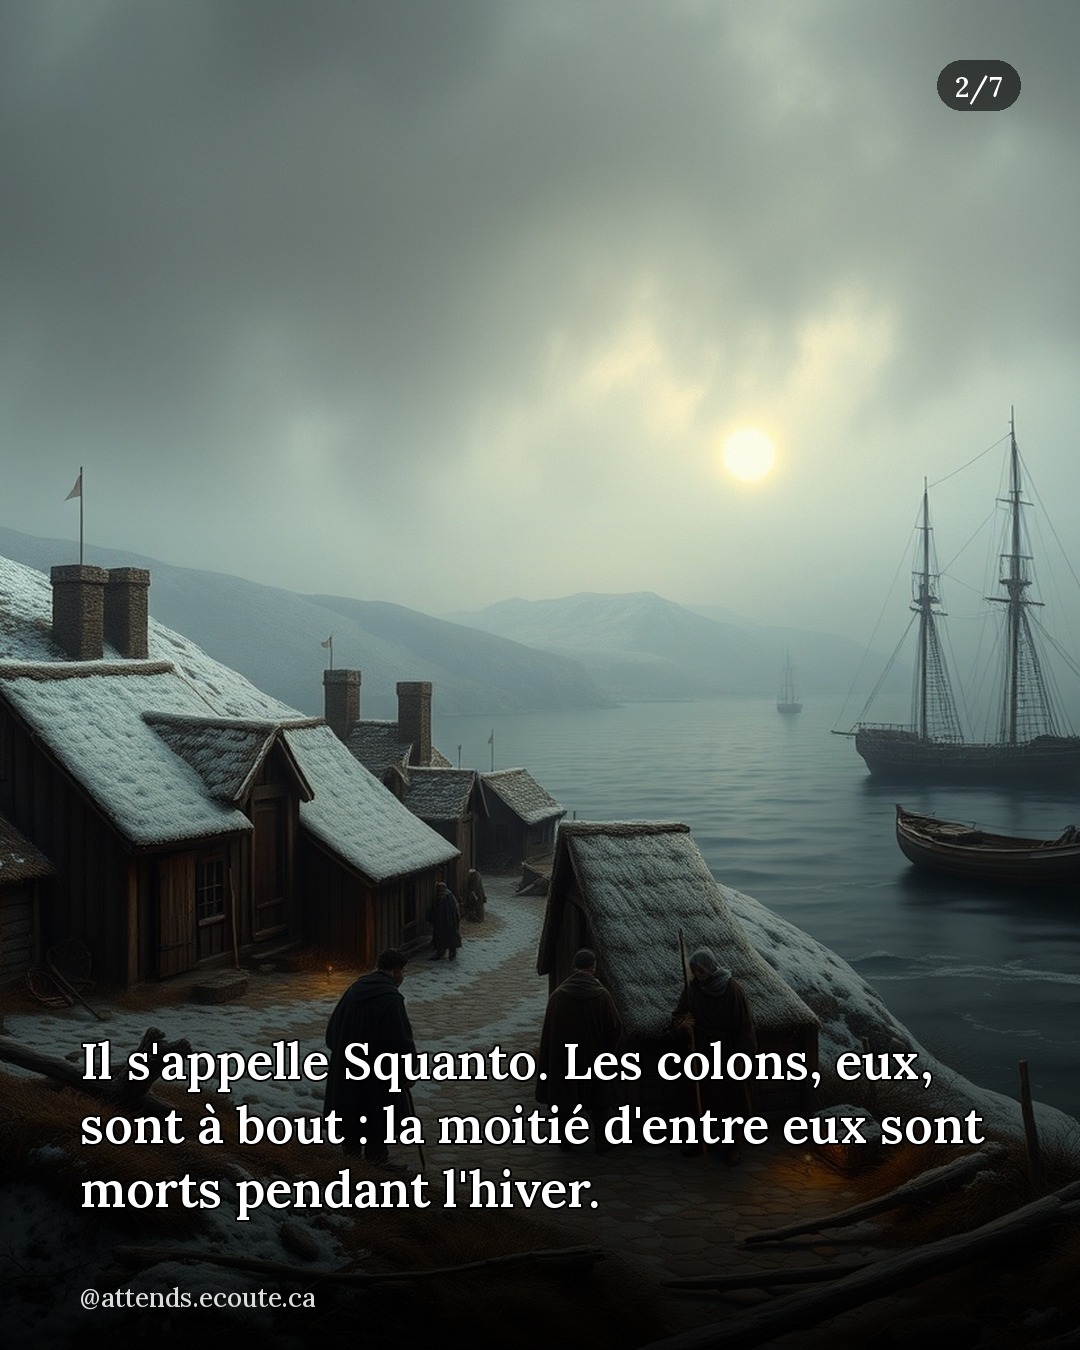 2/7
Il s'appelle Squanto. Les colons, eux,
sont à bout : la moitié d'entre eux sont
morts pendant l'hiver.
@attends.ecoute.ca